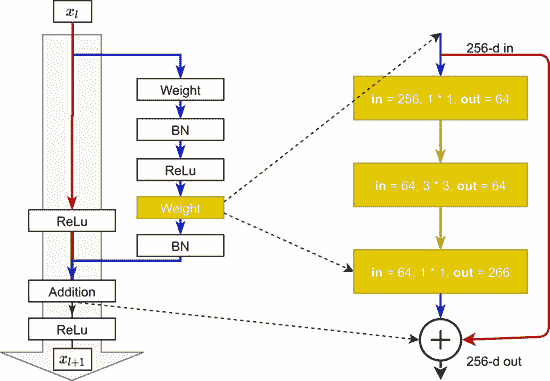 x_l
Weight
BN
ReLu
Weight
BN
ReLu
Addition
ReLu
x_{l+1}
256-d in
in = 256, 1 * 1, out = 64
in = 64, 3 * 3, out = 64
in = 64, 1 * 1, out = 266
+
256-d out